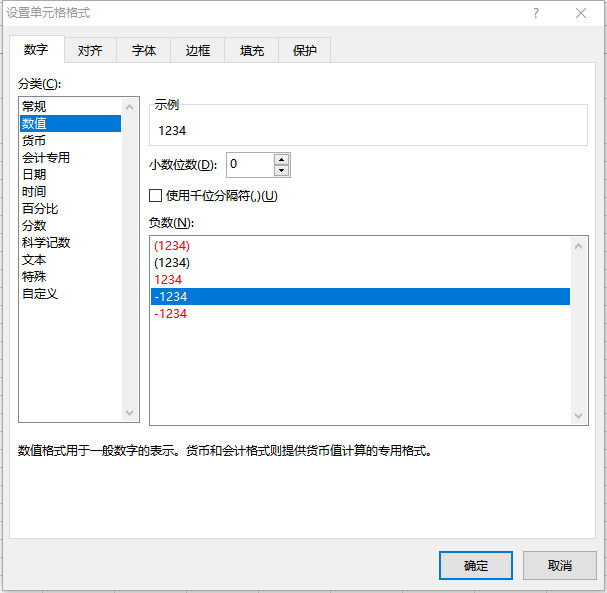 设置单元格格式
数字 对齐 字体 边框 填充 保护
分类(C):
常规
数值
货币
会计专用
日期
时间
百分比
分数
科学记数
文本
特殊
自定义
示例
1234
小数位数(D): 0
使用千位分隔符(,)(U)
负数(N):
(1234)
(1234)
1234
-1234
-1234
数值格式用于一般数字的表示。货币和会计格式则提供货币值计算的专用格式。
确定 取消